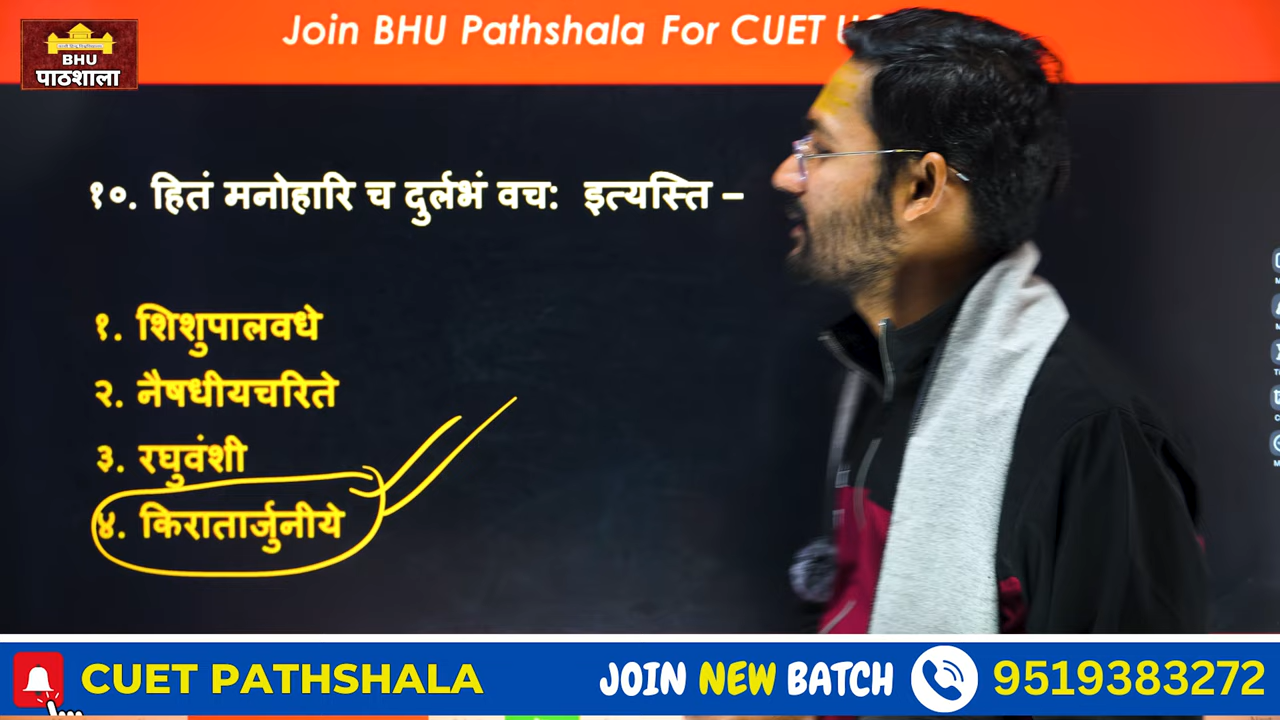 Join BHU Pathshala For CUET
BHU
पाठशाला
१०. हितं मनोहारि च दुर्लभं वच: इत्यस्ति –
१. शिशुपालवधे
२. नैषधीयचरिते
३. रघुवंशी
४. किरातार्जुनीये
CUET PATHSHALA
JOIN NEW BATCH
9519383272